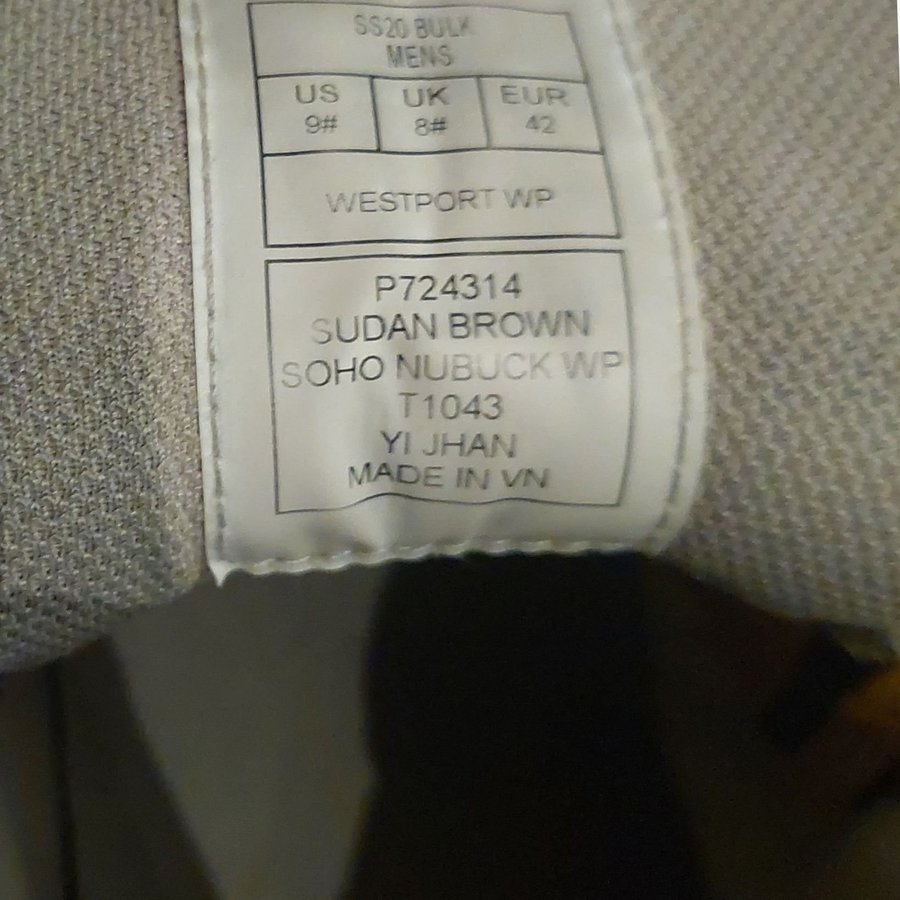 SS20 BULK
MENS
US UK EUR
9# 8# 42
WESTPORT WP
P724314
SUDAN BROWN
SOHO NUBUCK WP
T1043
YI JHAN
MADE IN VN